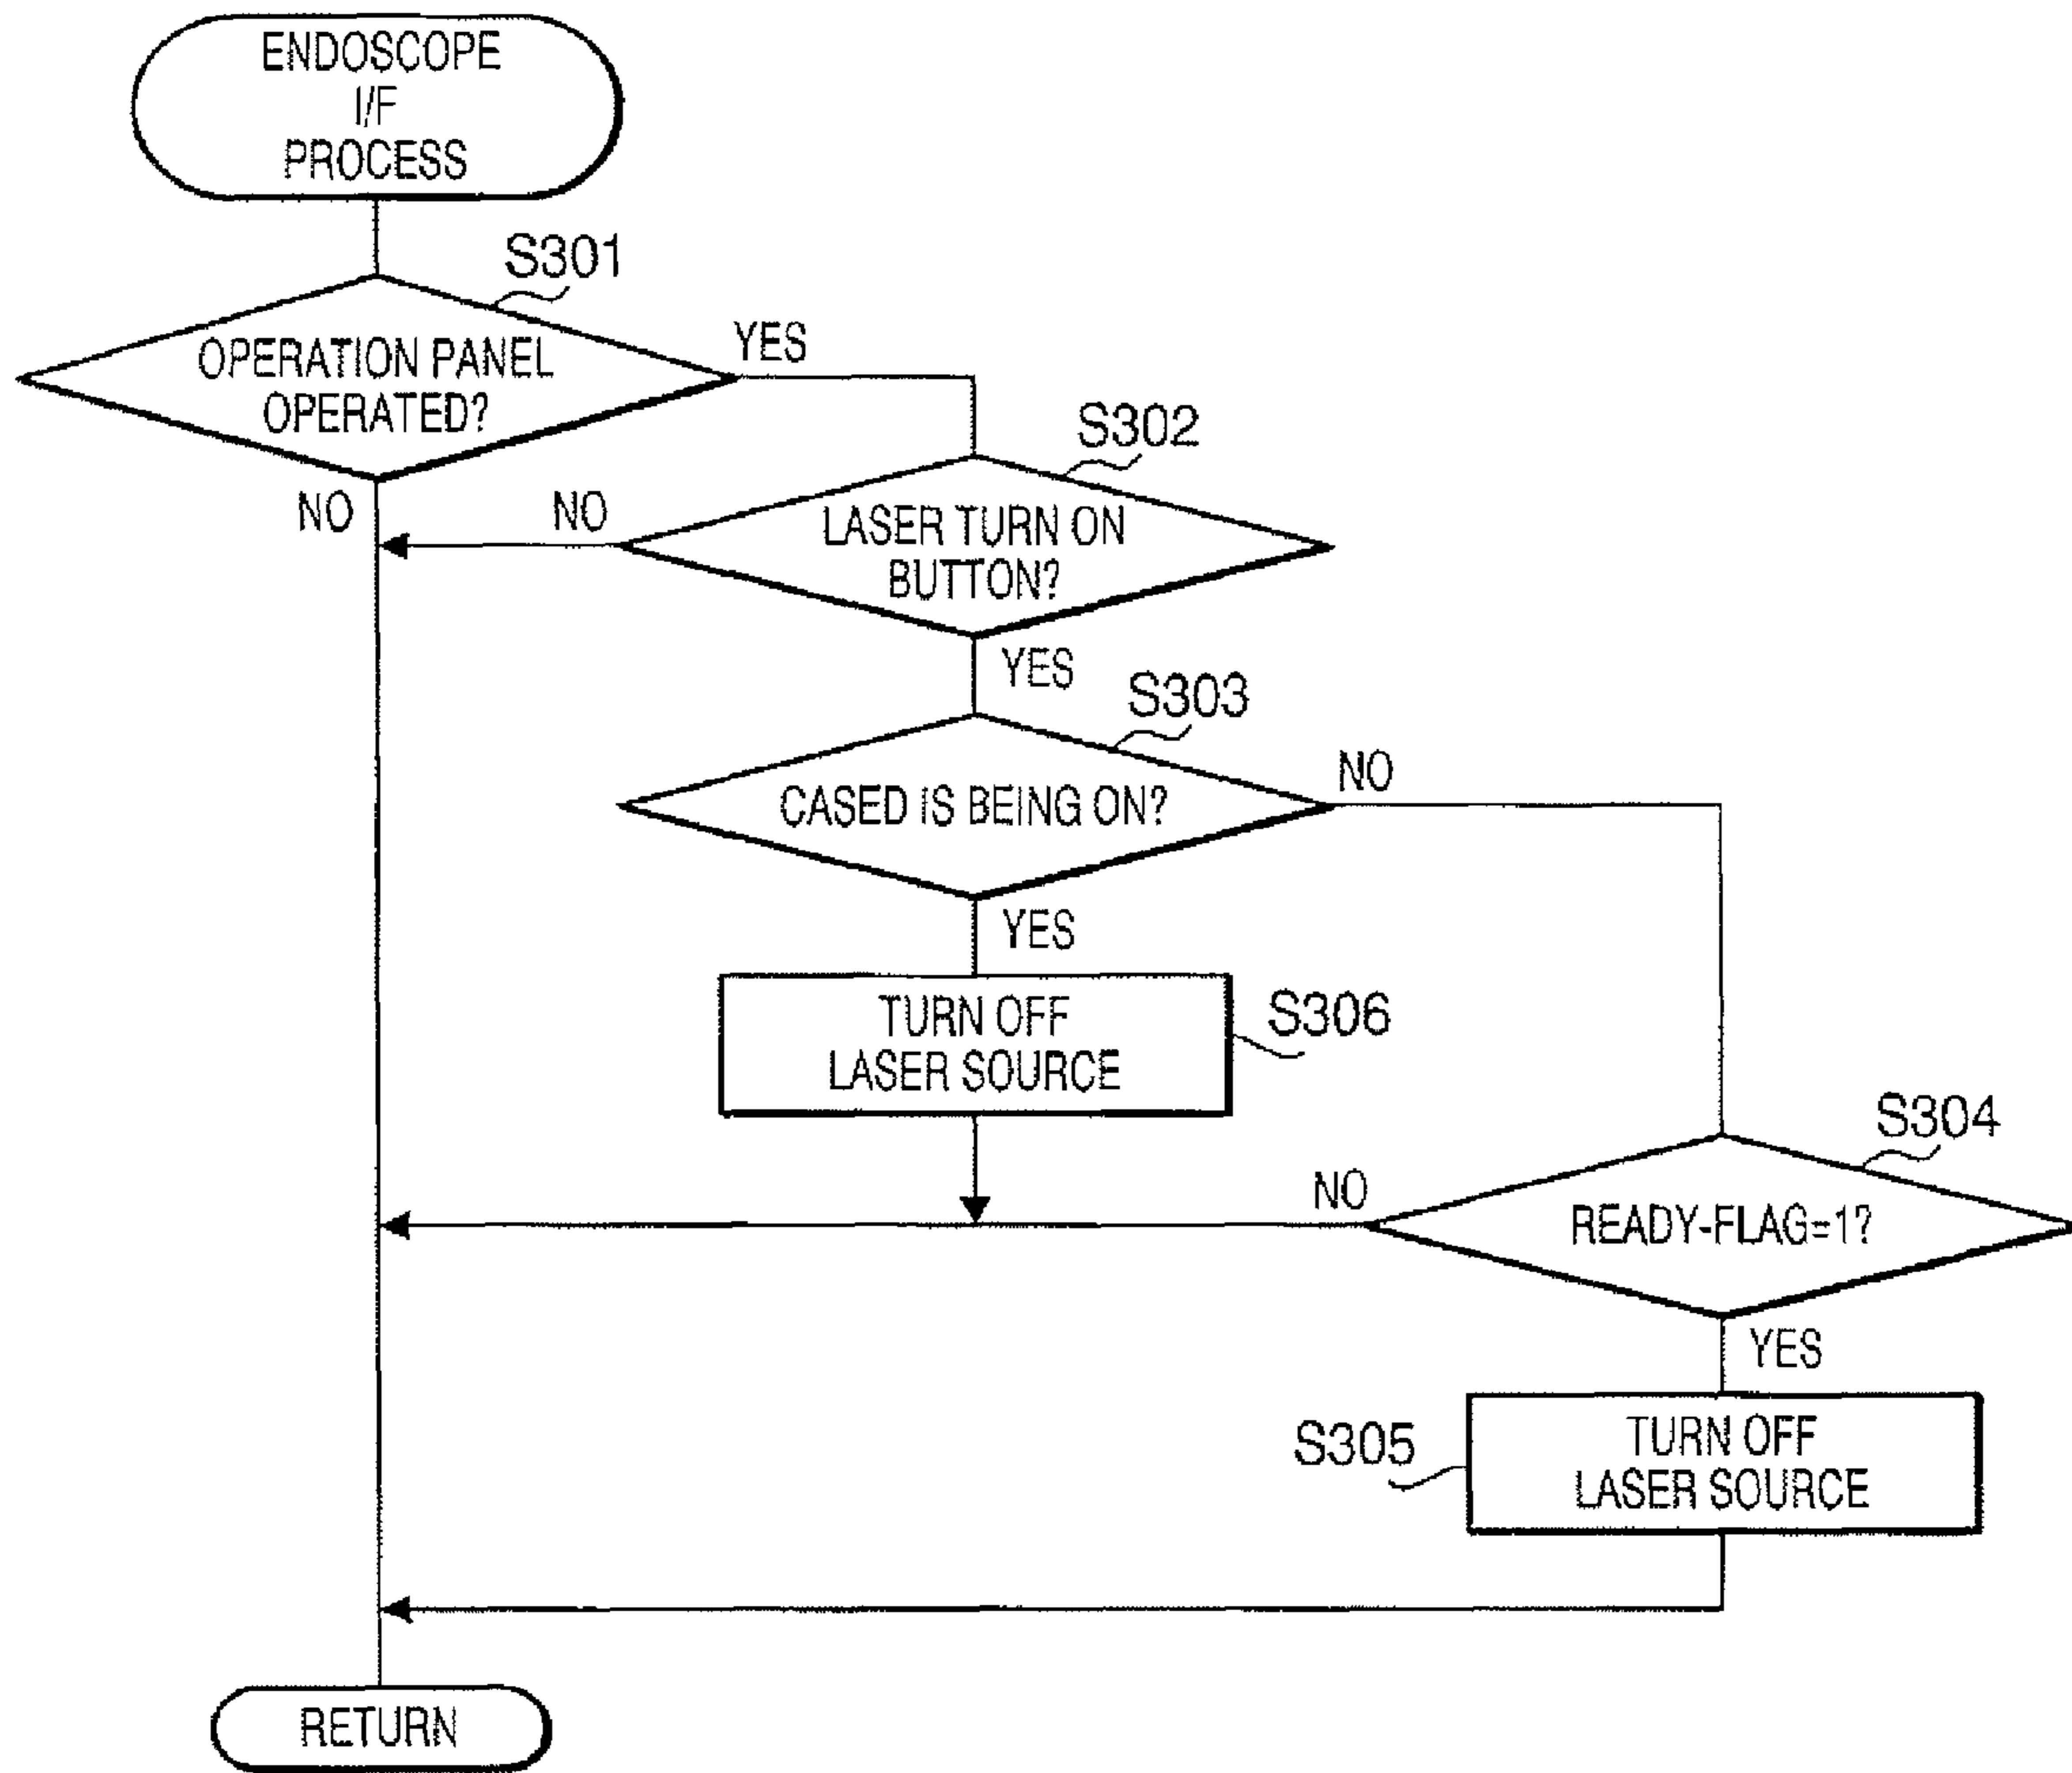 ENDOSCOPE
I/F
PROCESS
S301
OPERATION PANEL
OPERATED?
YES
NO
S302
LASER TURN ON
BUTTON?
NO
YES
S303
CASED IS BEING ON?
NO
YES
TURN OFF
LASER SOURCE
S306
S304
READY-FLAG=1?
NO
YES
S305
TURN OFF
LASER SOURCE
RETURN